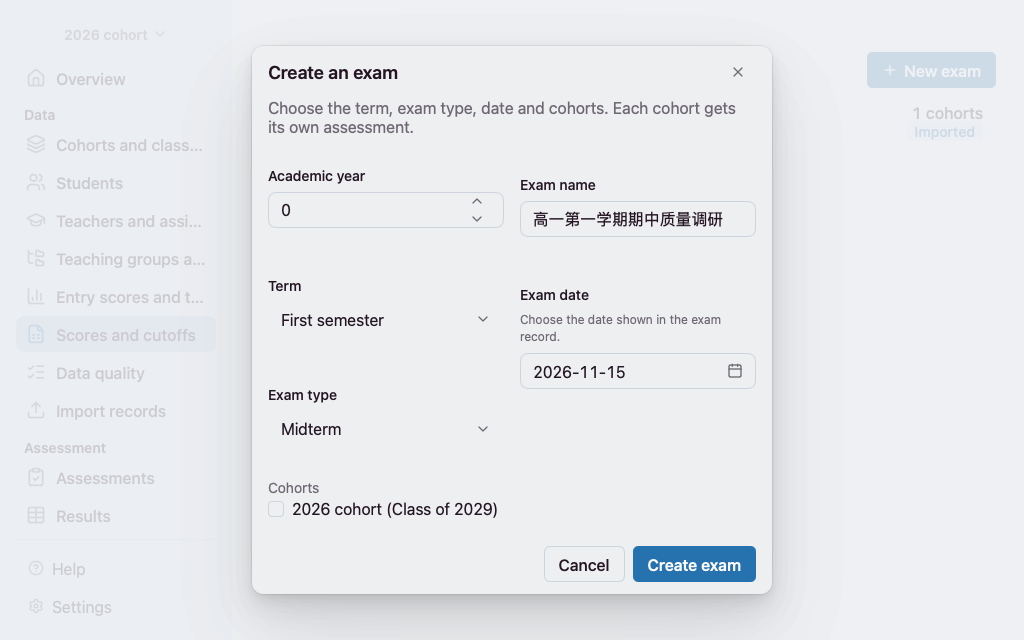 2026 cohort
Overview
Data
Cohorts and class...
Students
Teachers and assi...
Teaching groups a...
Entry scores and t...
Scores and cutoffs
Data quality
Import records
Assessment
Assessments
Results
Help
Settings
New exam
1 cohorts
Imported
Create an exam
Choose the term, exam type, date and cohorts. Each cohort gets
its own assessment.
Academic year
0
Exam name
高一第一学期期中质量调研
Term
First semester
Exam date
Choose the date shown in the exam
record.
2026-11-15
Exam type
Midterm
Cohorts
2026 cohort (Class of 2029)
Cancel
Create exam